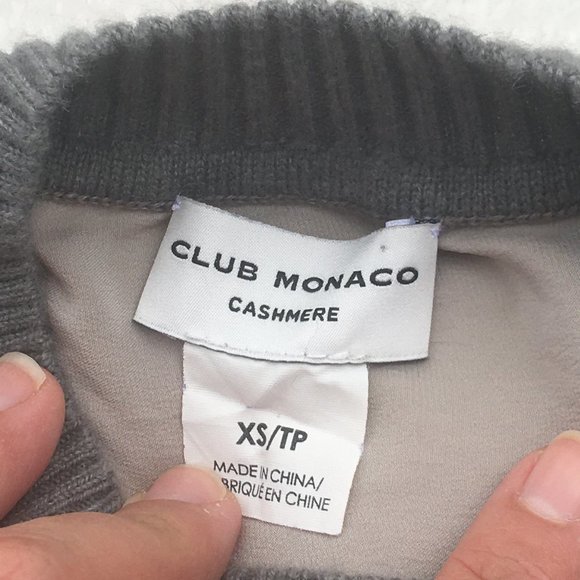 CLUB MONACO
CASHMERE
XS/TP
MADE IN CHINA/
BRIQUÉ EN CHINE